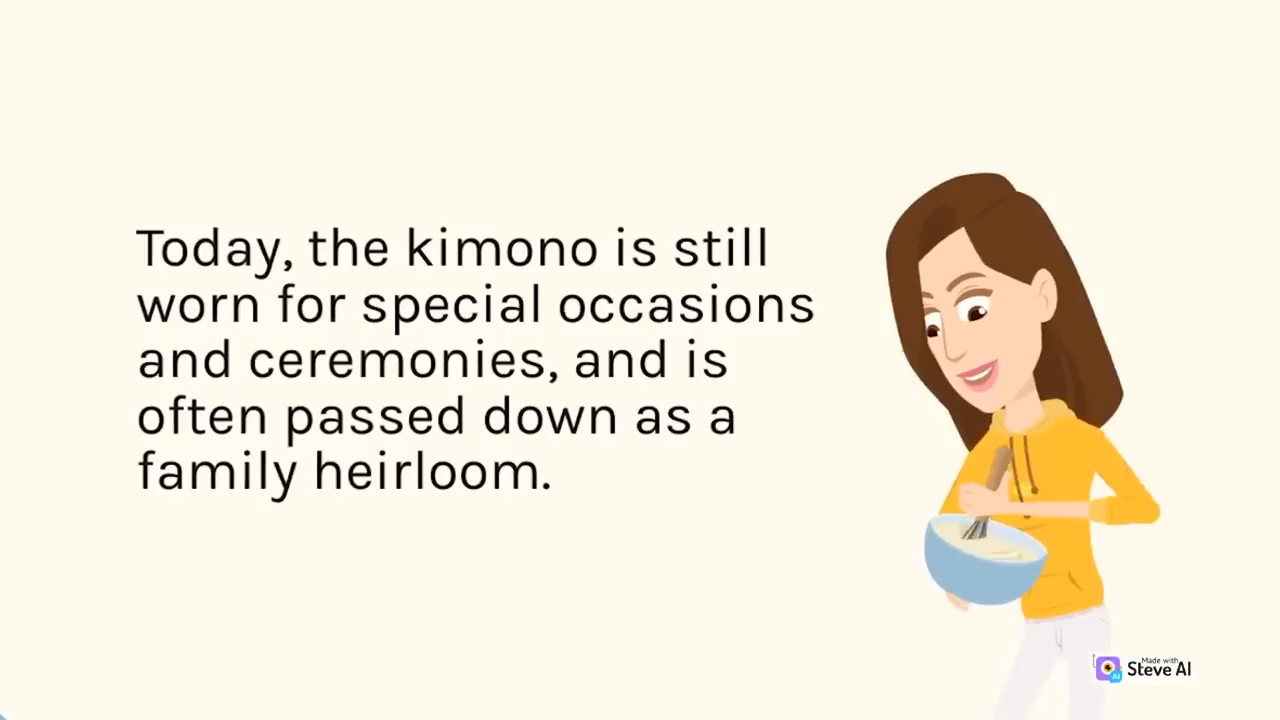 Today, the kimono is still
worn for special occasions
and ceremonies, and is
often passed down as a
family heirloom.
Made with
Steve AI
AI